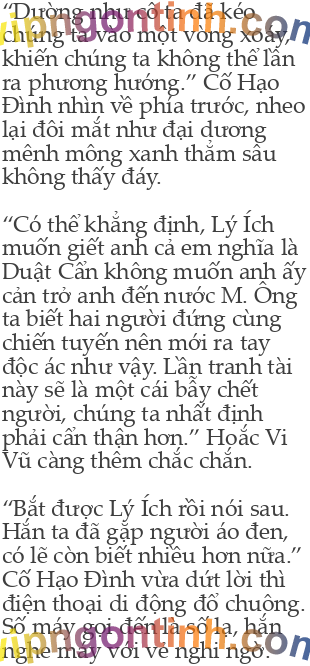 “Dường như cô ta đã kéo
chúng ta vào một vòng xoáy,
khiến chúng ta không thể lần
ra phương hướng.” Cố Hạo
Đình nhìn về phía trước, nheo
lại đôi mắt như đại dương
mênh mông xanh thẳm sâu
không thấy đáy.
“Có thể khẳng định, Lý Ích
muốn giết anh cả em nghĩa là
Duật Cẩn không muốn anh ấy
cản trở anh đến nước M. Ông
ta biết hai người đứng cùng
chiến tuyến nên mới ra tay
độc ác như vậy. Lần tranh tài
này sẽ là một cái bẫy chết
người, chúng ta nhất định
phải cẩn thận hơn.” Hoắc Vi
Vũ càng thêm chắc chắn.
“Bắt được Lý Ích rồi nói sau.
Hắn ta đã gặp người áo đen,
có lẽ còn biết nhiều hơn nữa.”
Cố Hạo Đình vừa dứt lời thì
điện thoại di động đổ chuông.
Số máy gọi đến là số lạ, hắn
nghe máy với vẻ nghi ngờ
vipngontinh.com
vipngontinh.com